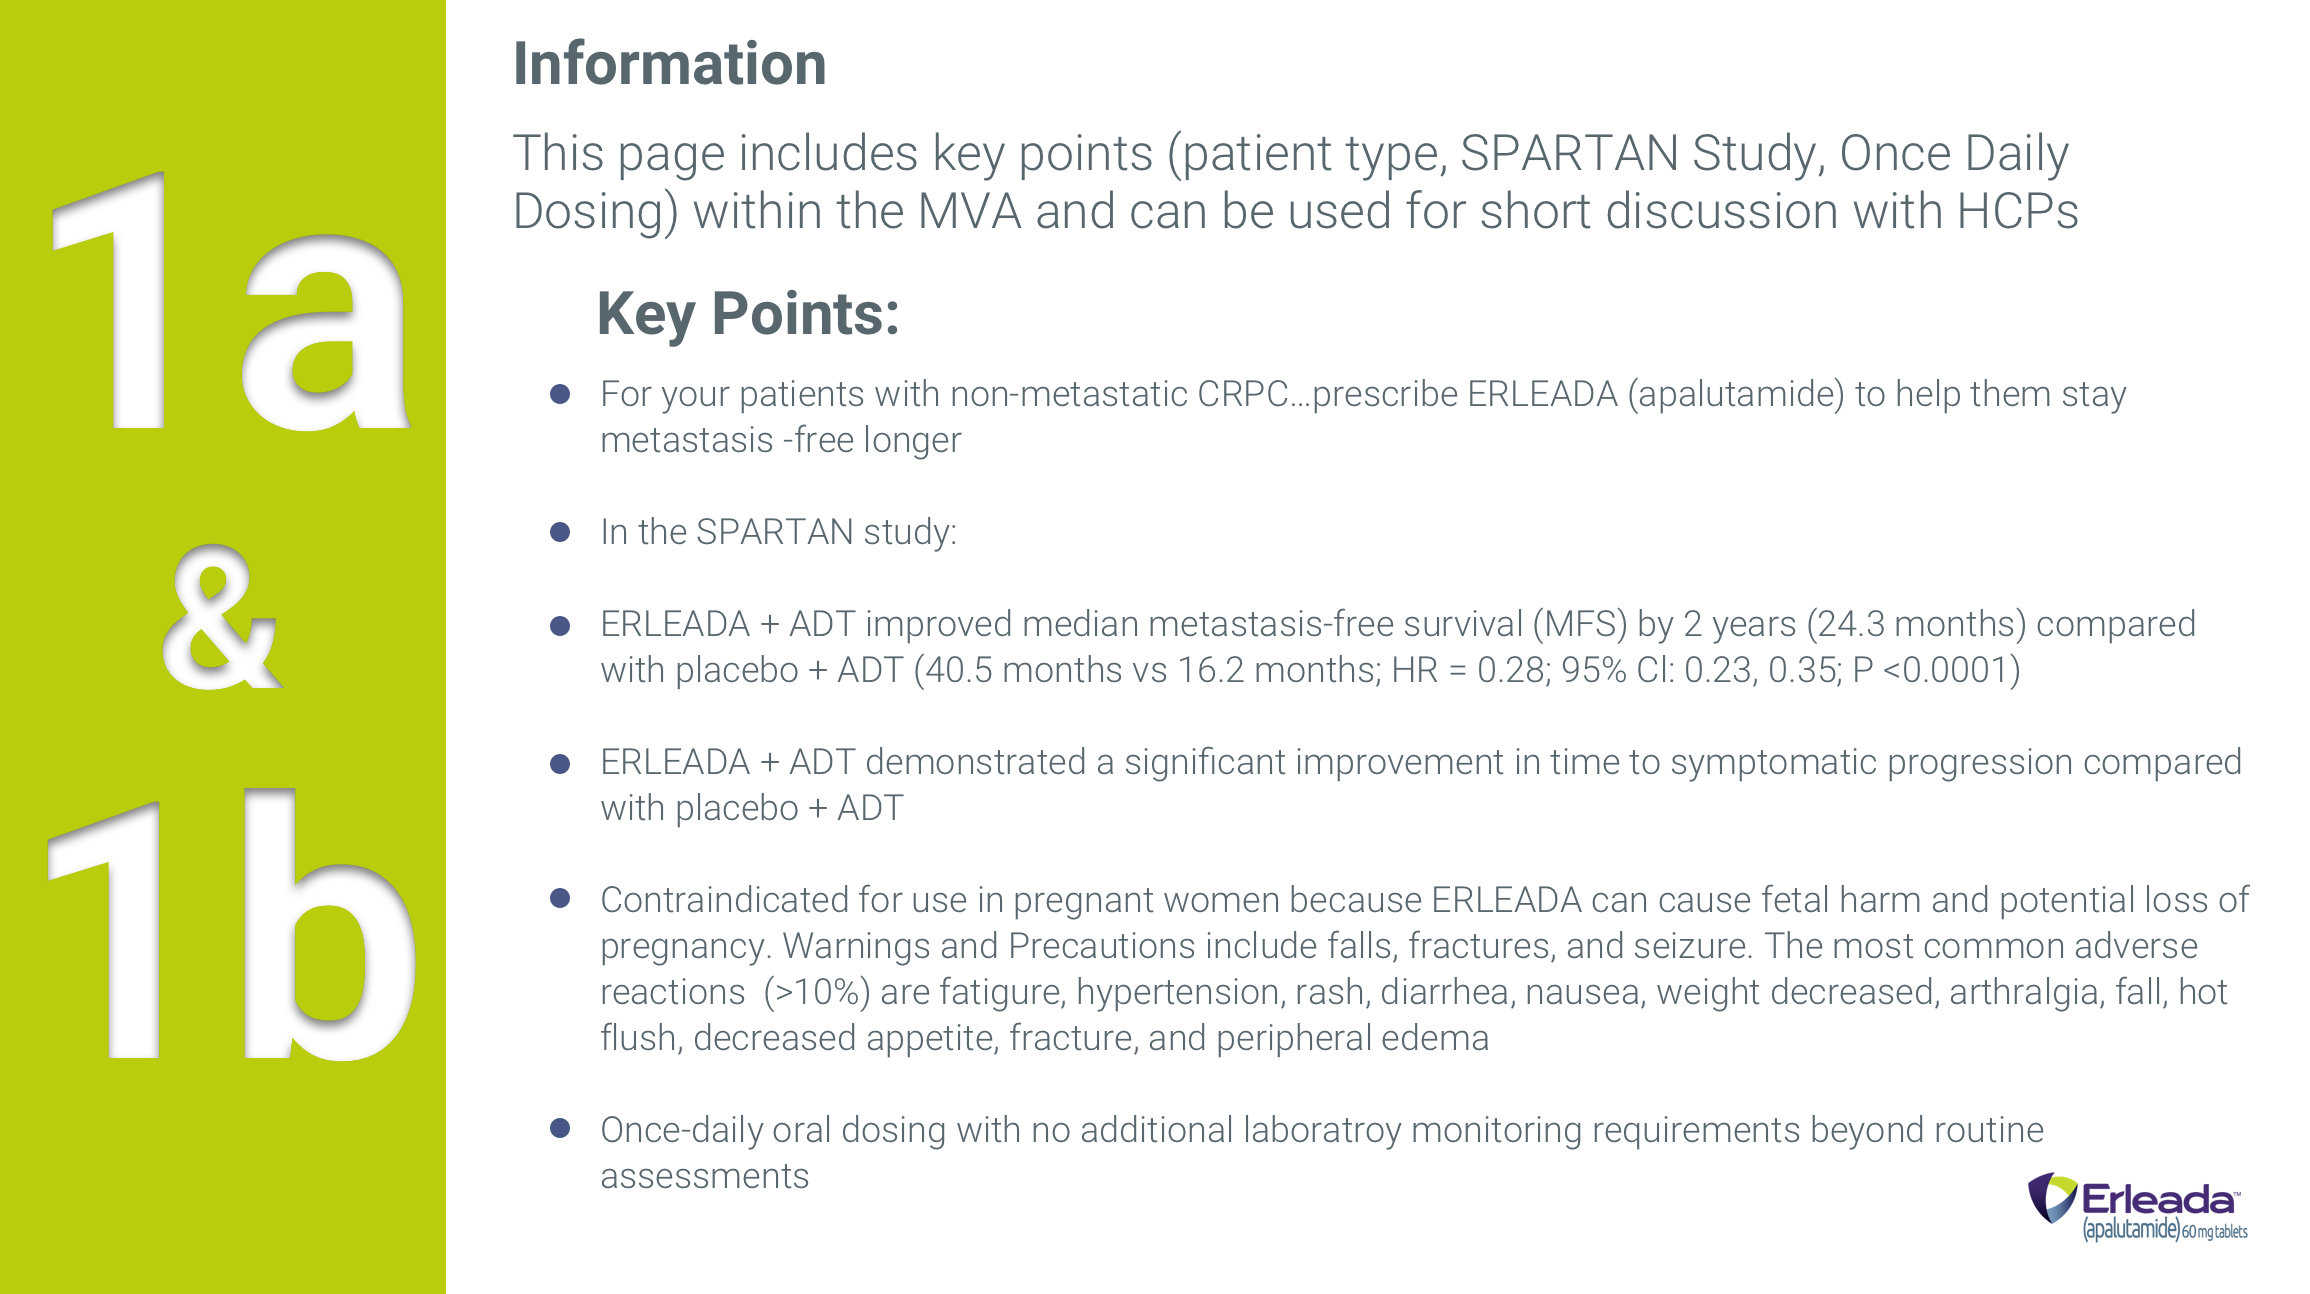 1a
&
1b
Information
This page includes key points (patient type, SPARTAN Study, Once Daily
Dosing) within the MVA and can be used for short discussion with HCPs
Key Points:
● For your patients with non-metastatic CRPC...prescribe ERLEADA (apalutamide) to help them stay
metastasis -free longer
● In the SPARTAN study:
● ERLEADA + ADT improved median metastasis-free survival (MFS) by 2 years (24.3 months) compared
with placebo + ADT (40.5 months vs 16.2 months; HR = 0.28; 95% Cl: 0.23, 0.35; P <0.0001)
● ERLEADA + ADT demonstrated a significant improvement in time to symptomatic progression compared
with placebo + ADT
● Contraindicated for use in pregnant women because ERLEADA can cause fetal harm and potential loss of
pregnancy. Warnings and Precautions include falls, fractures, and seizure. The most common adverse
reactions  (>10%) are fatigure, hypertension, rash, diarrhea, nausea, weight decreased, arthralgia, fall, hot
flush, decreased appetite, fracture, and peripheral edema
● Once-daily oral dosing with no additional laboratroy monitoring requirements beyond routine
assessments
Erleada™
(apalutamide) 60 mg tablets